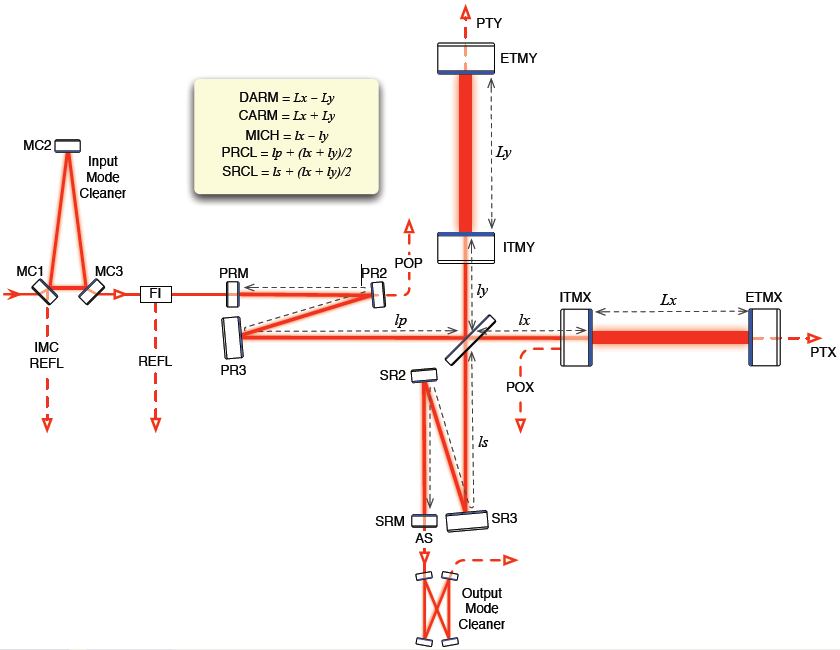 PTY
ETMY
DARM = Lx – Ly
CARM = Lx + Ly
MICH = lx – ly
PRCL = lp + (lx + ly)/2
SRCL = ls + (lx + ly)/2
MC2
Input
Mode
Cleaner
Ly
ITMY
MC1
MC3
FI
PRM
PR2
POP
ly
ITMX
Lx
ETMX
lp
lx
IMC
REFL
REFL
PR3
PTX
SR2
POX
ls
SRM
SR3
AS
Output
Mode
Cleaner